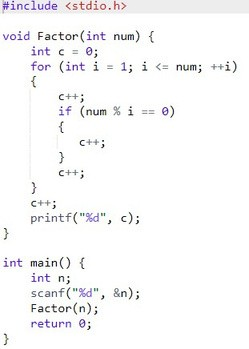 #include <stdio.h>
void Factor(int num) {
int c = 0;
for (int i = 1; i <= num; ++i)
{
c++;
if (num % i == 0)
{
c++;
}
c++;
}
c++;
printf("%d", c);
}
int main() {
int n;
scanf("%d", &n);
Factor(n);
return 0;
}